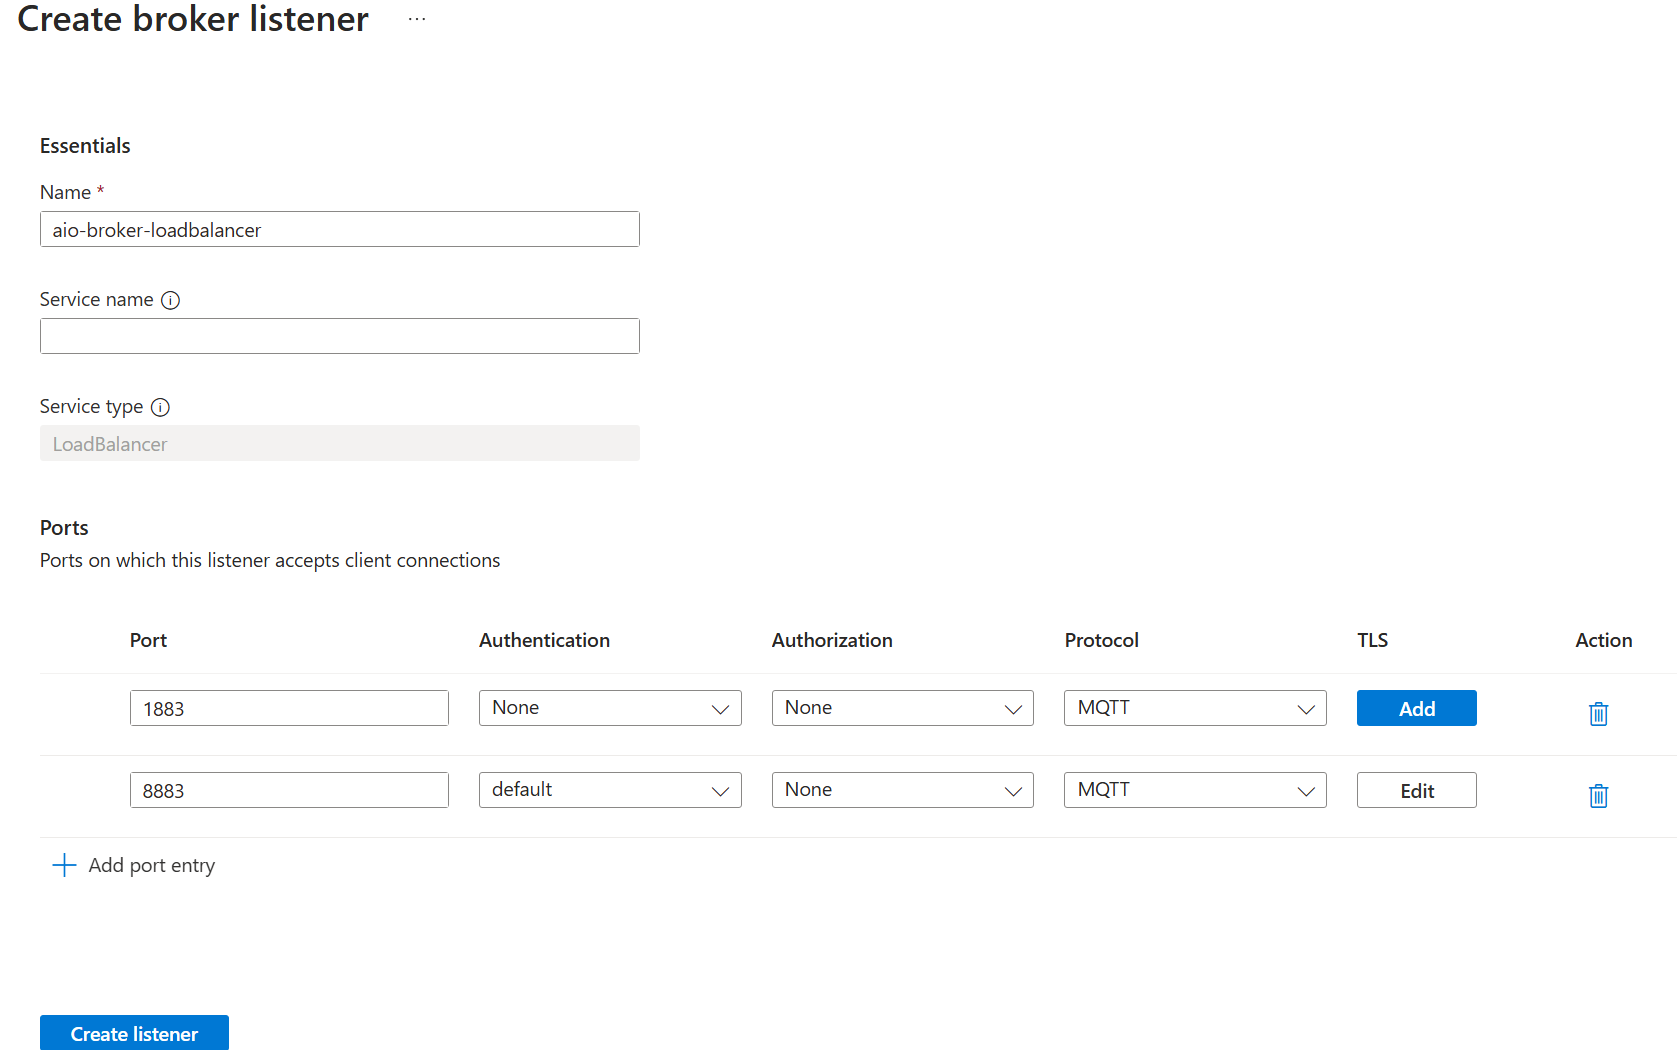 Create broker listener ...
Essentials
Name *
aio-broker-loadbalancer
Service name
Service type
LoadBalancer
Ports
Ports on which this listener accepts client connections
Port Authentication Authorization Protocol TLS Action
1883 None None MQTT Add
8883 default None MQTT Edit
Add port entry
Create listener